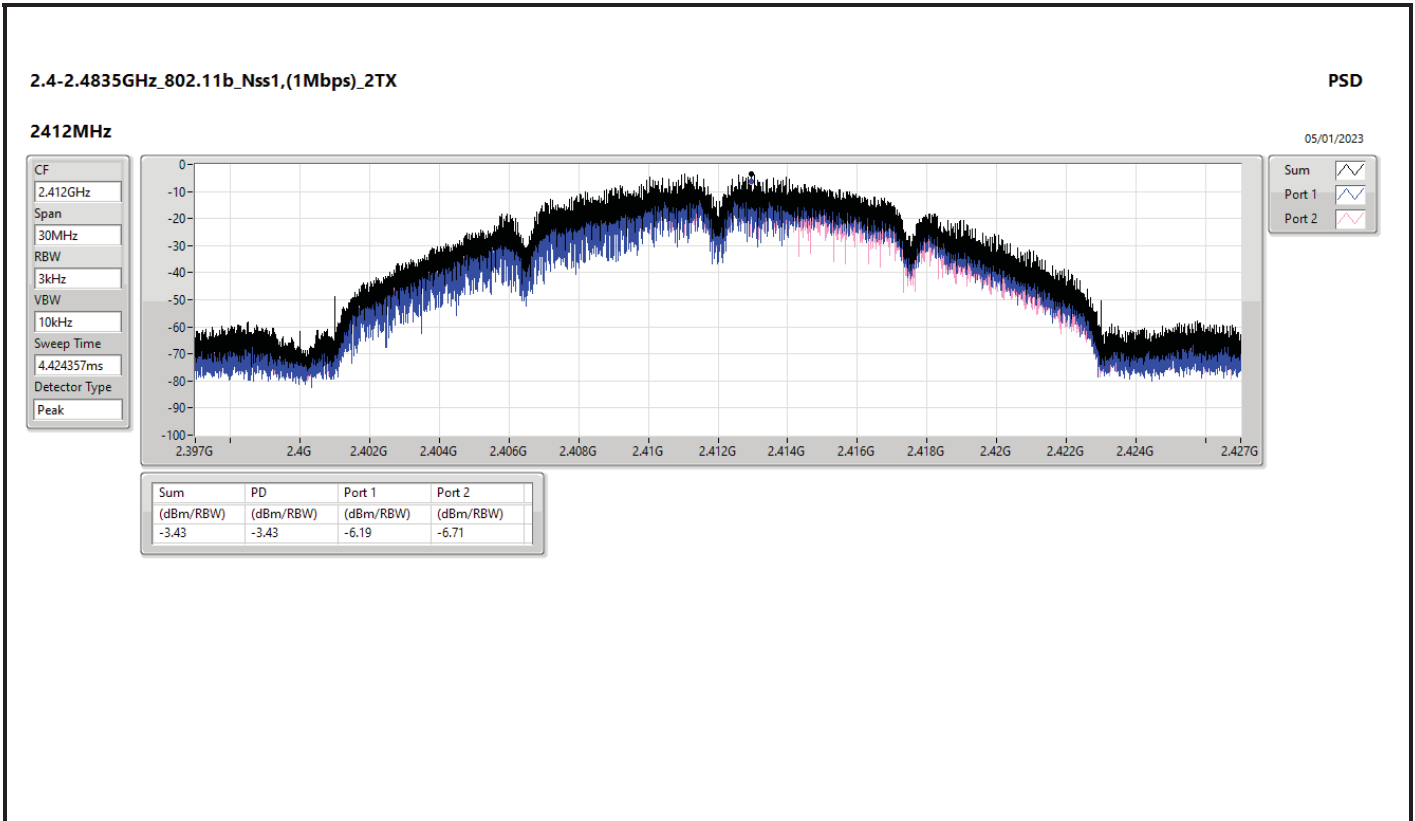 2.4-2.4835GHz_802.11b_Nss1,(1Mbps)_2TX PSD
2412MHz
05/01/2023
CF
2.412GHz
Span
30MHz
RBW
3kHz
VBW
10kHz
Sweep Time
4.424357ms
Detector Type
Peak
0
-10
-20
-30
-40
-50
-60
-70
-80
-90
-100
2.397G 2.4G 2.402G 2.404G 2.406G 2.408G 2.41G 2.412G 2.414G 2.416G 2.418G 2.42G 2.422G 2.424G 2.427G
Sum
Port 1
Port 2
Sum PD Port 1 Port 2
(dBm/RBW) (dBm/RBW) (dBm/RBW) (dBm/RBW)
-3.43 -3.43 -6.19 -6.71